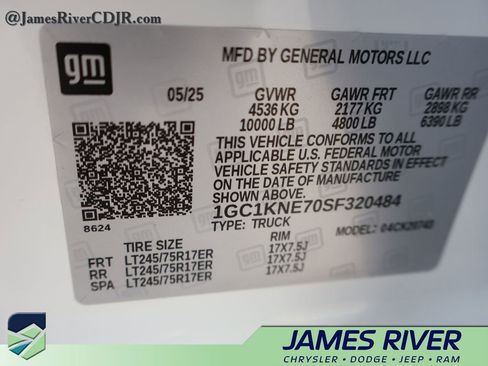 @JamesRiverCDJR.com
gm
MFD BY GENERAL MOTORS LLC
05/25 GVWR GAWR FRT GAWR RR
4536 KG 2177 KG 2898 KG
10000 LB 4800 LB 6390 LB
THIS VEHICLE CONFORMS TO ALL
APPLICABLE U.S. FEDERAL MOTOR
VEHICLE SAFETY STANDARDS IN
EFFECT ON THE DATE OF
MANUFACTURE SHOWN ABOVE.
1GC1KNE70SF320484
8624
TYPE: TRUCK MODEL:
TIRE SIZE RIM
FRT LT245/75R17ER 17X7.5J
RR LT245/75R17ER 17X7.5J
SPA LT245/75R17ER 17X7.5J
JAMES RIVER
CHRYSLER • DODGE • JEEP • RAM